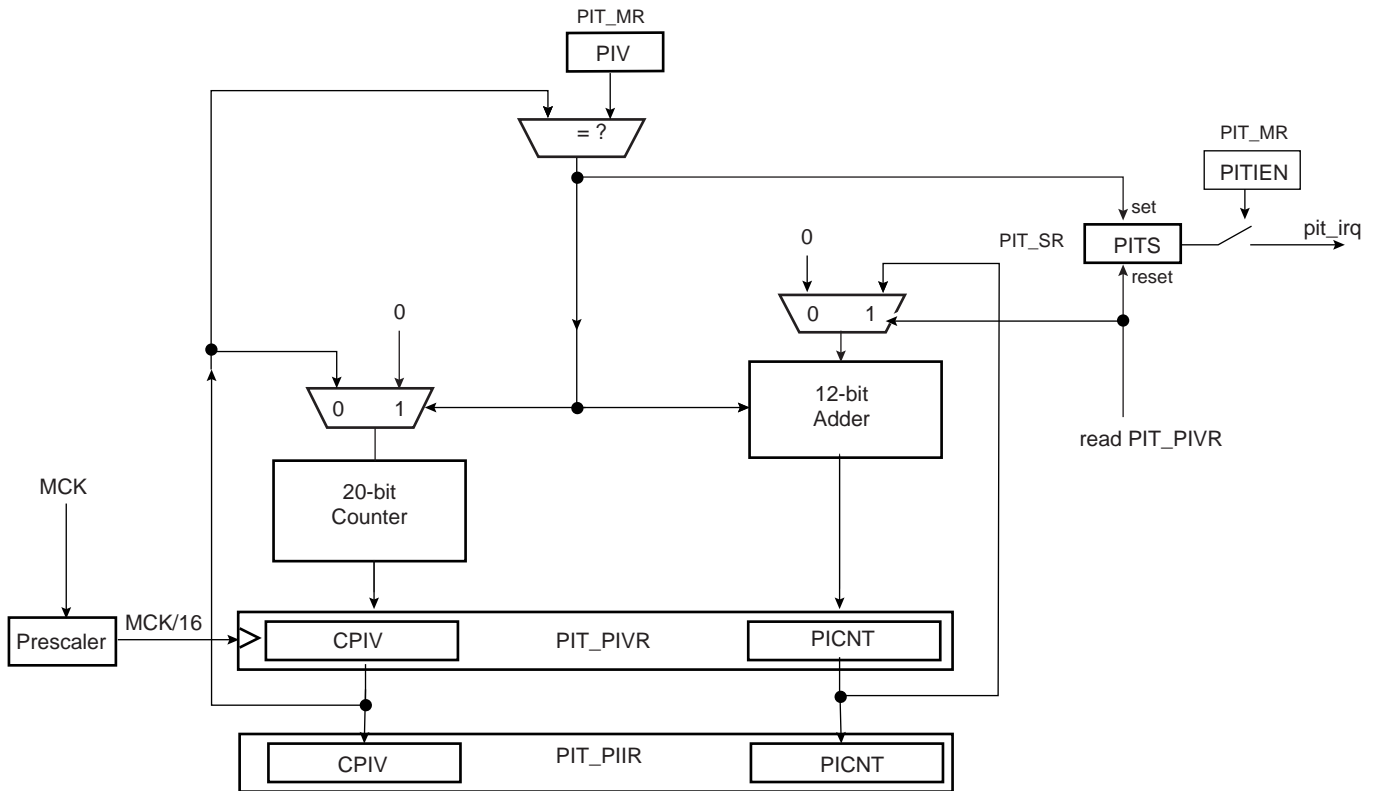 PIT_MR
PIV
= ?
PIT_MR
PITIEN
set
0
PIT_SR
PITS
pit_irq
reset
0
0 1
0 1
12-bit
Adder
read PIT_PIVR
MCK
20-bit
Counter
MCK/16
Prescaler
CPIV
PIT_PIVR
PICNT
CPIV
PIT_PIIR
PICNT